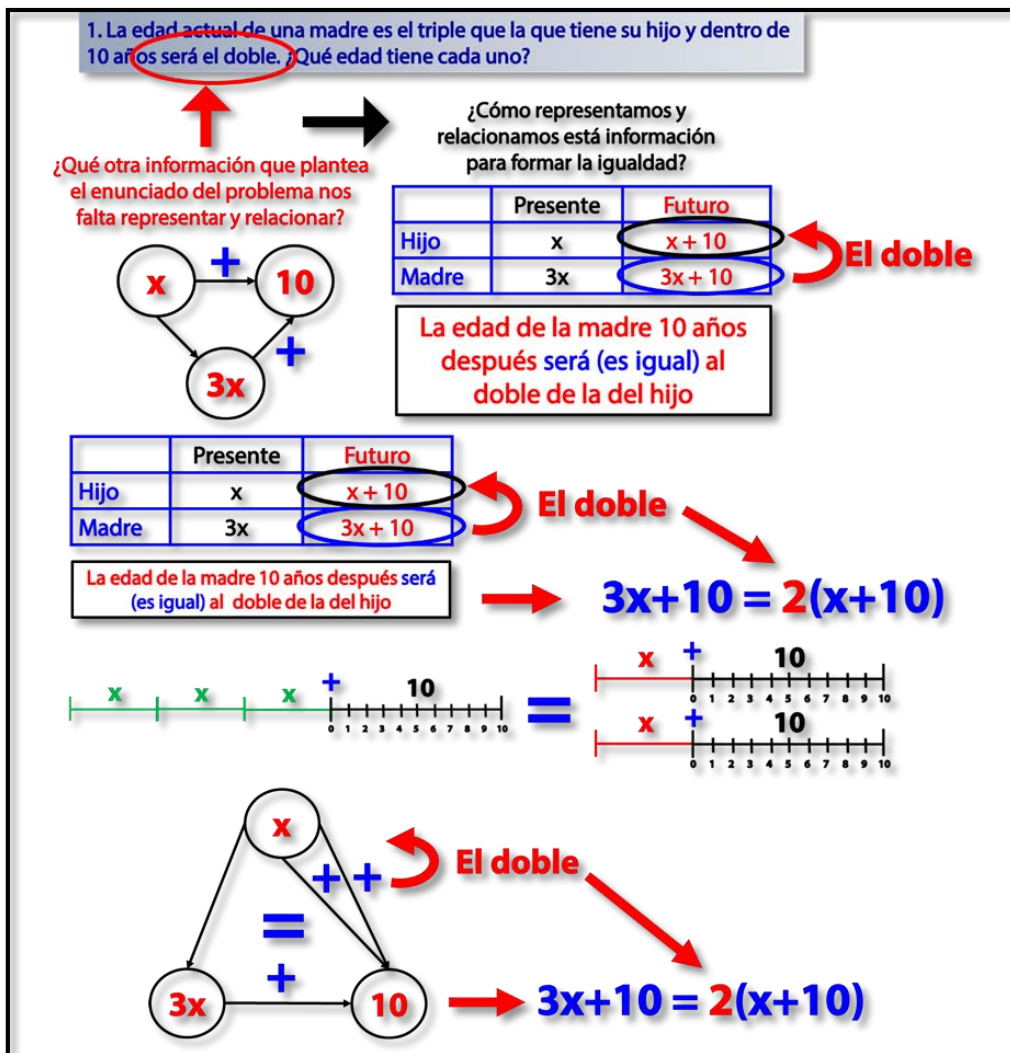 1. La edad actual de una madre es el triple que la que tiene su hijo y dentro de
10 años será el doble. ¿Qué edad tiene cada uno?
¿Cómo representamos y
relacionamos está información
para formar la igualdad?
¿Qué otra información que plantea
el enunciado del problema nos
falta representar y relacionar?
Presente Futuro
Hijo x x + 10
Madre 3x 3x + 10
El doble
x + 10
3x +
La edad de la madre 10 años
después será (es igual) al
doble de la del hijo
Presente Futuro
Hijo x x + 10
Madre 3x 3x + 10
El doble
La edad de la madre 10 años después será
(es igual) al doble de la del hijo
3x+10 = 2(x+10)
x x x + 10
0 1 2 3 4 5 6 7 8 9 10
=
x + 10
0 1 2 3 4 5 6 7 8 9 10
x + 10
0 1 2 3 4 5 6 7 8 9 10
x
+ +
El doble
=
+
3x 10
3x+10 = 2(x+10)